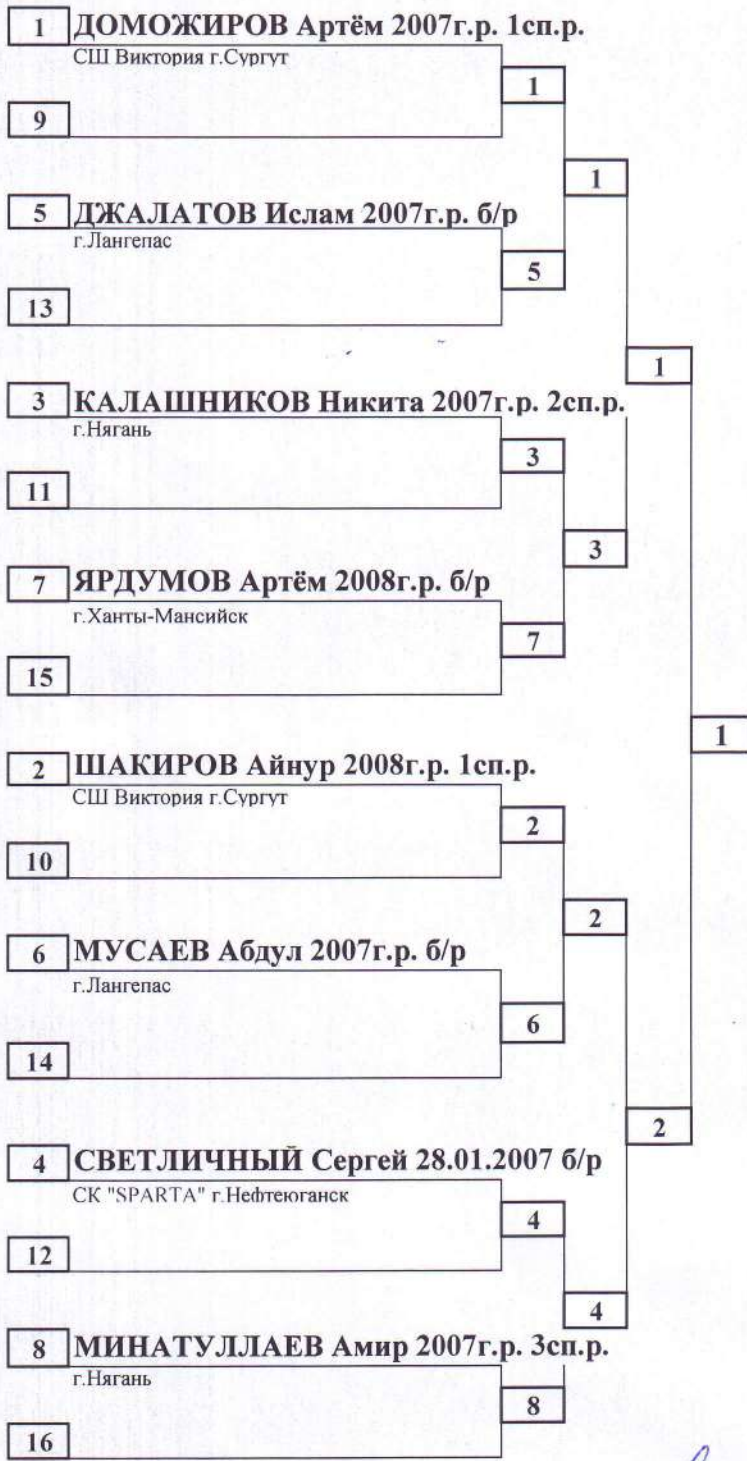 1 ДОМОЖИРОВ Артём 2007г.р. 1сп.р.
СШ Виктория г.Сургут
1
9
1
5 ДЖАЛАТОВ Ислам 2007г.р. б/р
г.Лангепас
5
13
1
3 КАЛАШНИКОВ Никита 2007г.р. 2сп.р.
г.Нягань
3
11
3
7 ЯРДУМОВ Артём 2008г.р. б/р
г.Ханты-Мансийск
7
15
1
2 ШАКИРОВ Айнур 2008г.р. 1сп.р.
СШ Виктория г.Сургут
2
10
2
6 МУСАЕВ Абдул 2007г.р. б/р
г.Лангепас
6
14
2
4 СВЕТЛИЧНЫЙ Сергей 28.01.2007 б/р
СК "SPARTA" г.Нефтеюганск
4
12
4
8 МИНАТУЛЛАЕВ Амир 2007г.р. 3сп.р.
г.Нягань
8
16